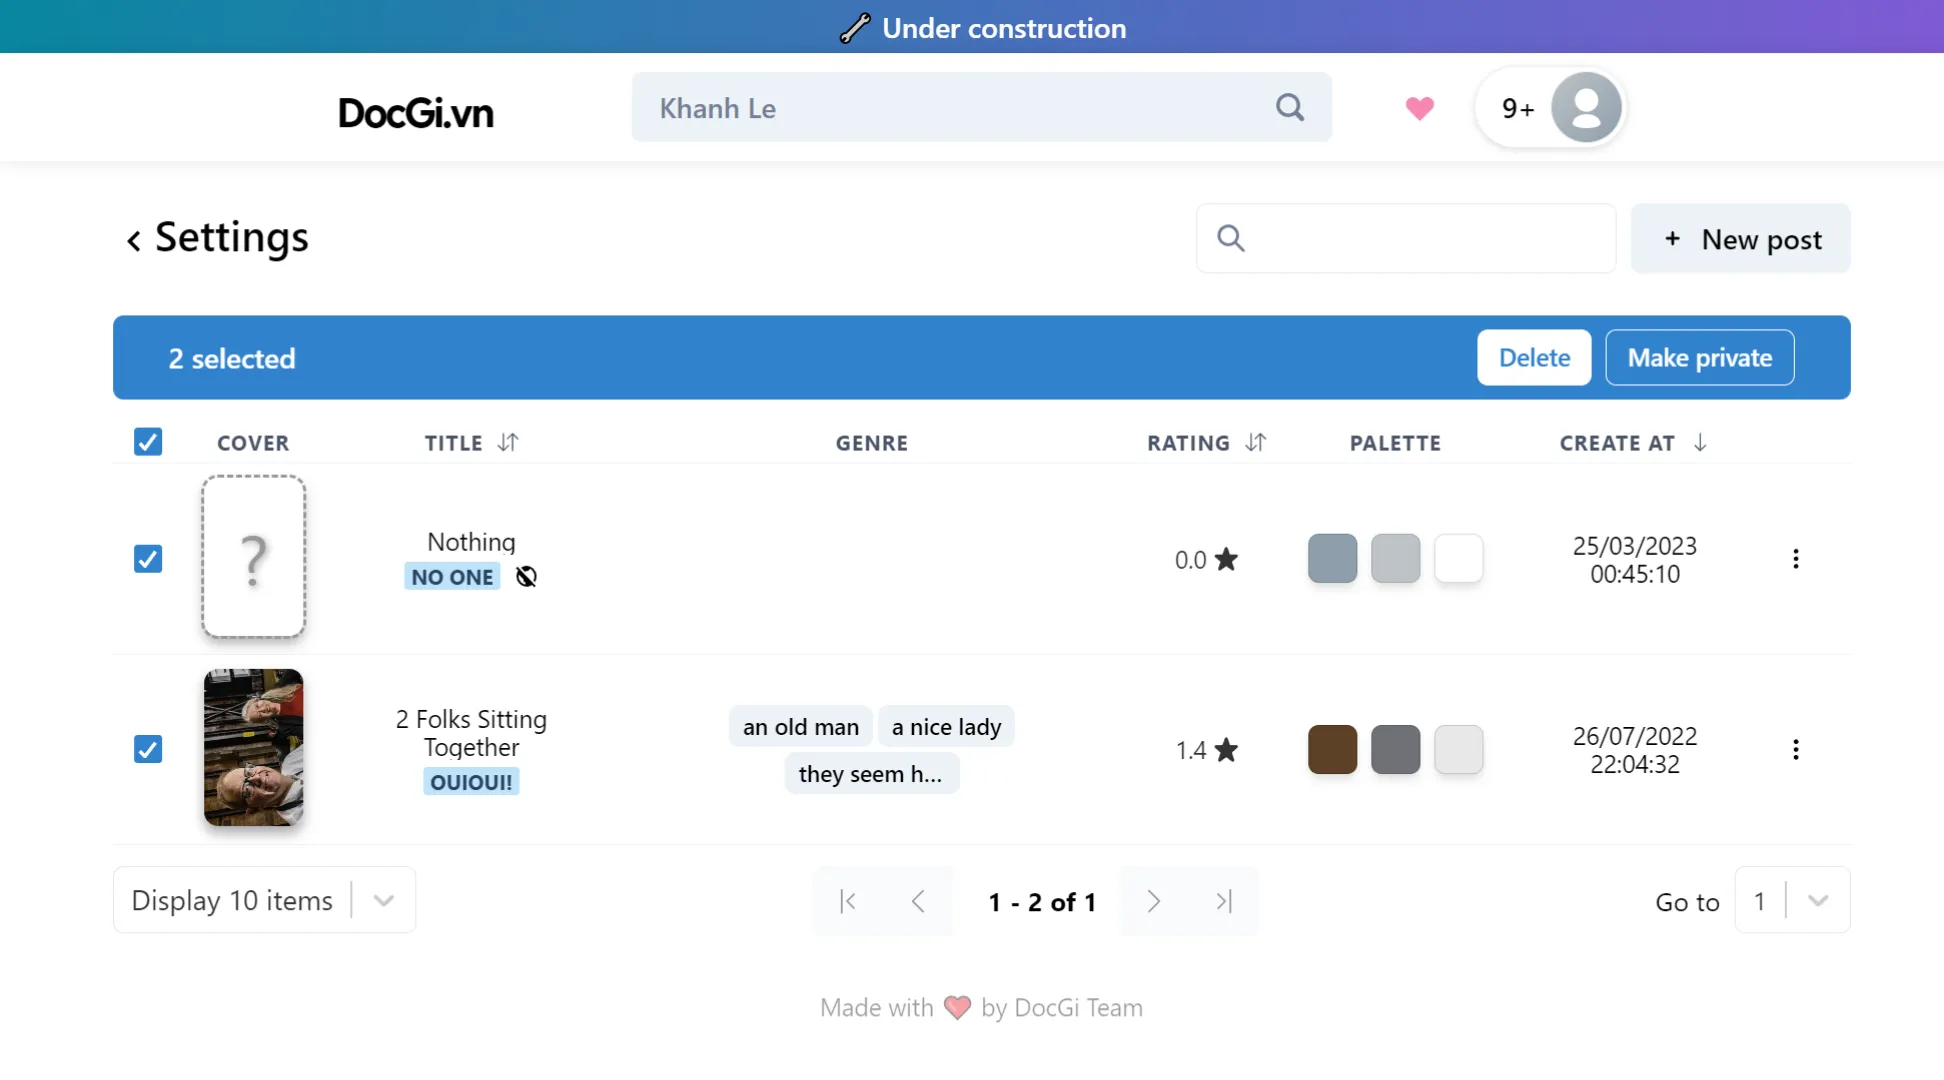 Under construction
DocGi.vn
Khanh Le
9+
Settings
+ New post
2 selected
Delete
Make private
COVER
TITLE
GENRE
RATING
PALETTE
CREATE AT
?
Nothing
NO ONE
0.0
25/03/2023
00:45:10
2 Folks Sitting
Together
OUIOUI!
an old man
a nice lady
they seem h...
1.4
26/07/2022
22:04:32
Display 10 items
1 - 2 of 1
Go to
1
Made with ❤ by DocGi Team